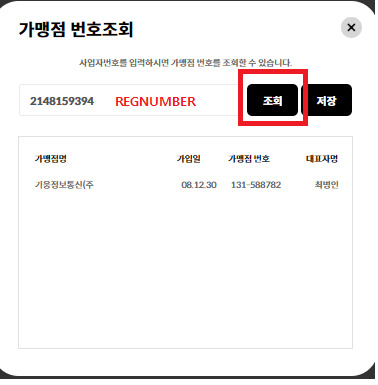 가맹점 번호조회
사업자번호를 입력하시면 가맹점 번호를 조회할 수 있습니다.
2148159394 REGNUMBER 조회 저장
가맹점명 가입일 가맹점 번호 대표자명
기웅정보통신(주 08.12.30 131-588782 최병인